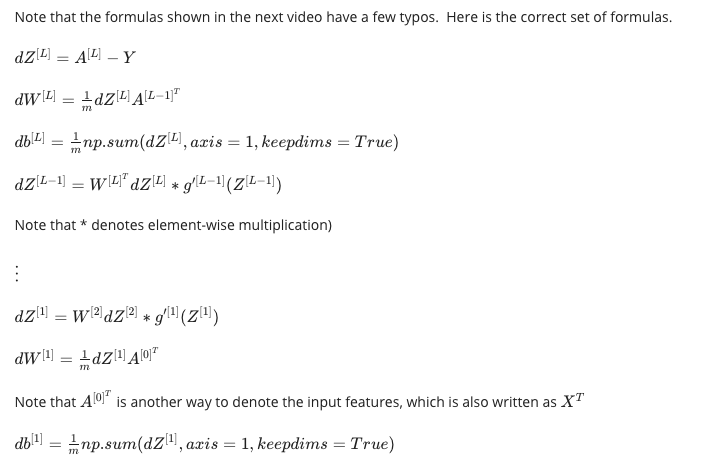 Note that the formulas shown in the next video have a few typos.  Here is the correct set of formulas.
$dZ^{[L]} = A^{[L]} - Y$
$dW^{[L]} = \frac{1}{m} dZ^{[L]} A^{[L-1]^T}$
$db^{[L]} = \frac{1}{m} np.sum(dZ^{[L]}, axis = 1, keepdims = True)$
$dZ^{[L-1]} = W^{[L]^T} dZ^{[L]} * g'^{[L-1]}(Z^{[L-1]})$
Note that * denotes element-wise multiplication)
⋮
$dZ^{[1]} = W^{[2]} dZ^{[2]} * g'^{[1]}(Z^{[1]})$
$dW^{[1]} = \frac{1}{m} dZ^{[1]} A^{[0]^T}$
Note that $A^{[0]^T}$ is another way to denote the input features, which is also written as $X^T$
$db^{[1]} = \frac{1}{m} np.sum(dZ^{[1]}, axis = 1, keepdims = True)$